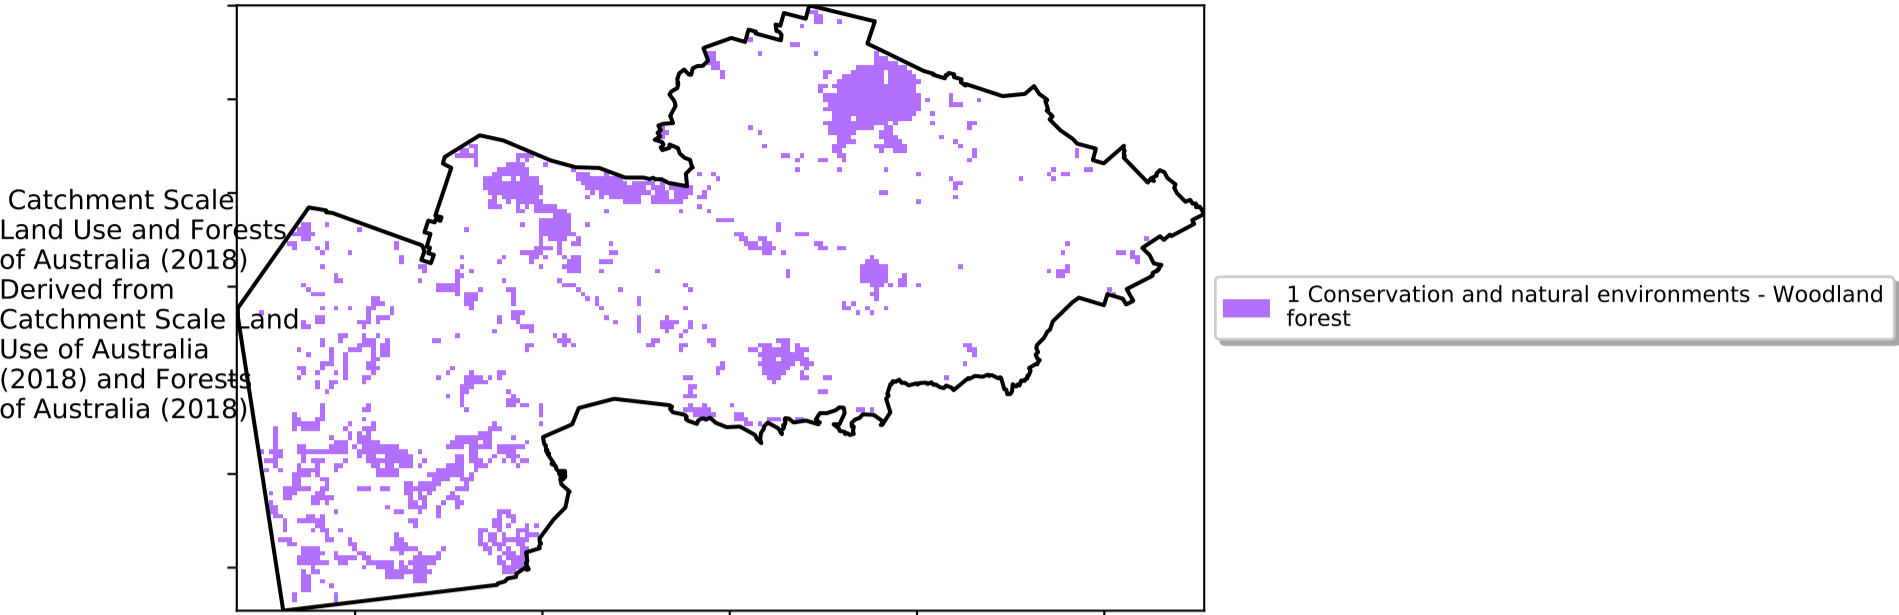 Catchment Scale
Land Use and Forests
of Australia (2018)
Derived from
Catchment Scale Land
Use of Australia
(2018) and Forests
of Australia (2018)
1 Conservation and natural environments - Woodland
forest